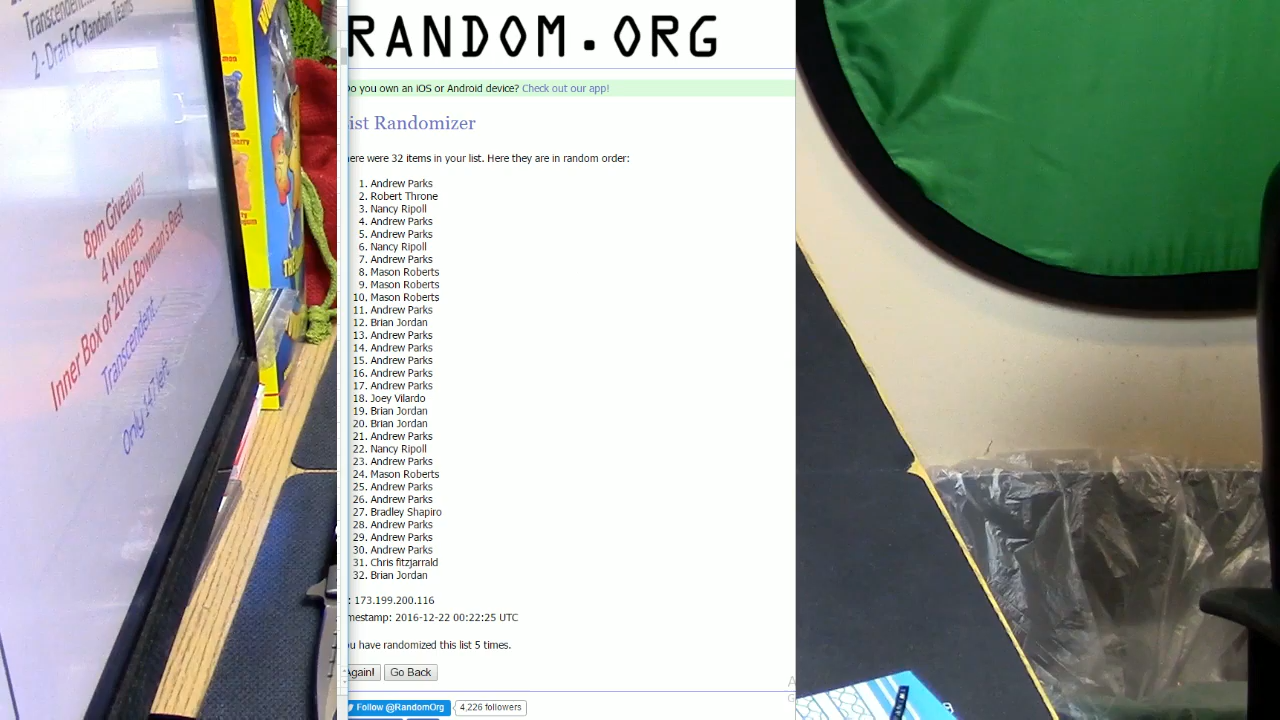 Transcendent....
2 - Draft FC Random Teams
8pm Giveaway
4 Winners
Inner Box of 2016 Bowman's Best
Transcendent..
Only 147 left
RANDOM.ORG
Do you own an iOS or Android device? Check out our app!
ist Randomizer
ere were 32 items in your list. Here they are in random order:
1. Andrew Parks
2. Robert Throne
3. Nancy Ripoll
4. Andrew Parks
5. Andrew Parks
6. Nancy Ripoll
7. Andrew Parks
8. Mason Roberts
9. Mason Roberts
10. Mason Roberts
11. Andrew Parks
12. Brian Jordan
13. Andrew Parks
14. Andrew Parks
15. Andrew Parks
16. Andrew Parks
17. Andrew Parks
18. Joey Vilardo
19. Brian Jordan
20. Brian Jordan
21. Andrew Parks
22. Nancy Ripoll
23. Andrew Parks
24. Mason Roberts
25. Andrew Parks
26. Andrew Parks
27. Bradley Shapiro
28. Andrew Parks
29. Andrew Parks
30. Andrew Parks
31. Chris fitzjarrald
32. Brian Jordan
: 173.199.200.116
mestamp: 2016-12-22 00:22:25 UTC
u have randomized this list 5 times.
Again! Go Back
Follow @RandomOrg 4,226 followers